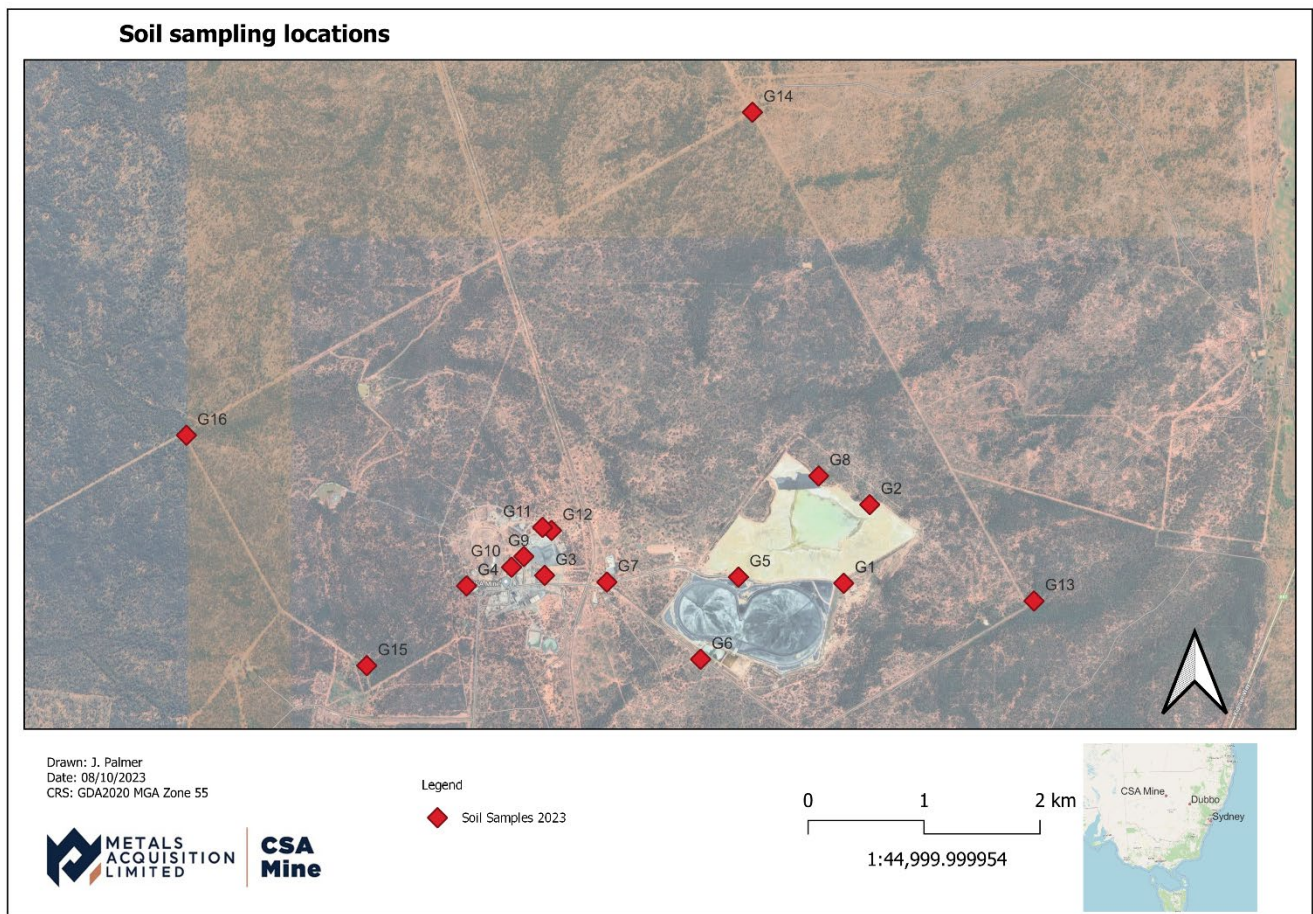 Soil sampling locations
G14
G16
G8
G2
G11
G12
G9
G10
G3
G4
G7
G5
G1
G13
G6
G15
Drawn: J. Palmer
Date: 08/10/2023
CRS: GDA2020 MGA Zone 55
METALS
ACQUISITION
LIMITED
CSA
Mine
Legend
Soil Samples 2023
0 1 2 km
1:44,999.999954
CSA Mine
Dubbo
Sydney